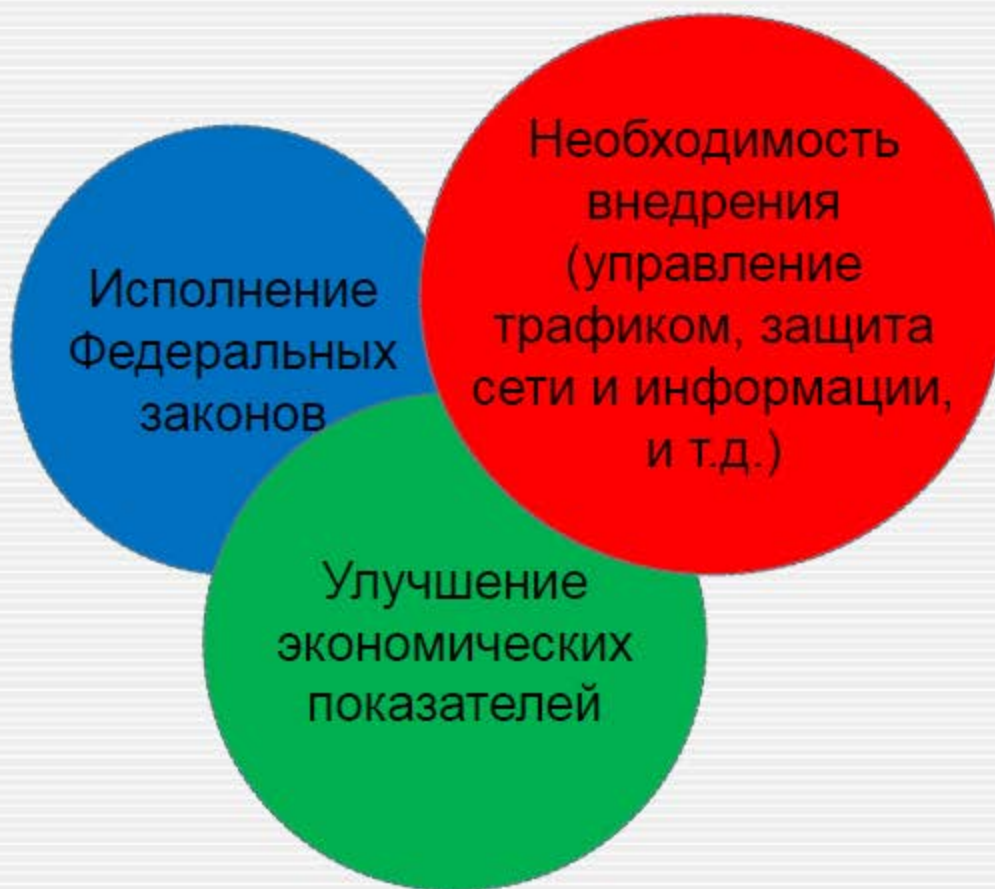 Исполнение
Федеральных
законов
Необходимость
внедрения
(управление
трафиком, защита
сети и информации,
и т.д.)
Улучшение
экономических
показателей